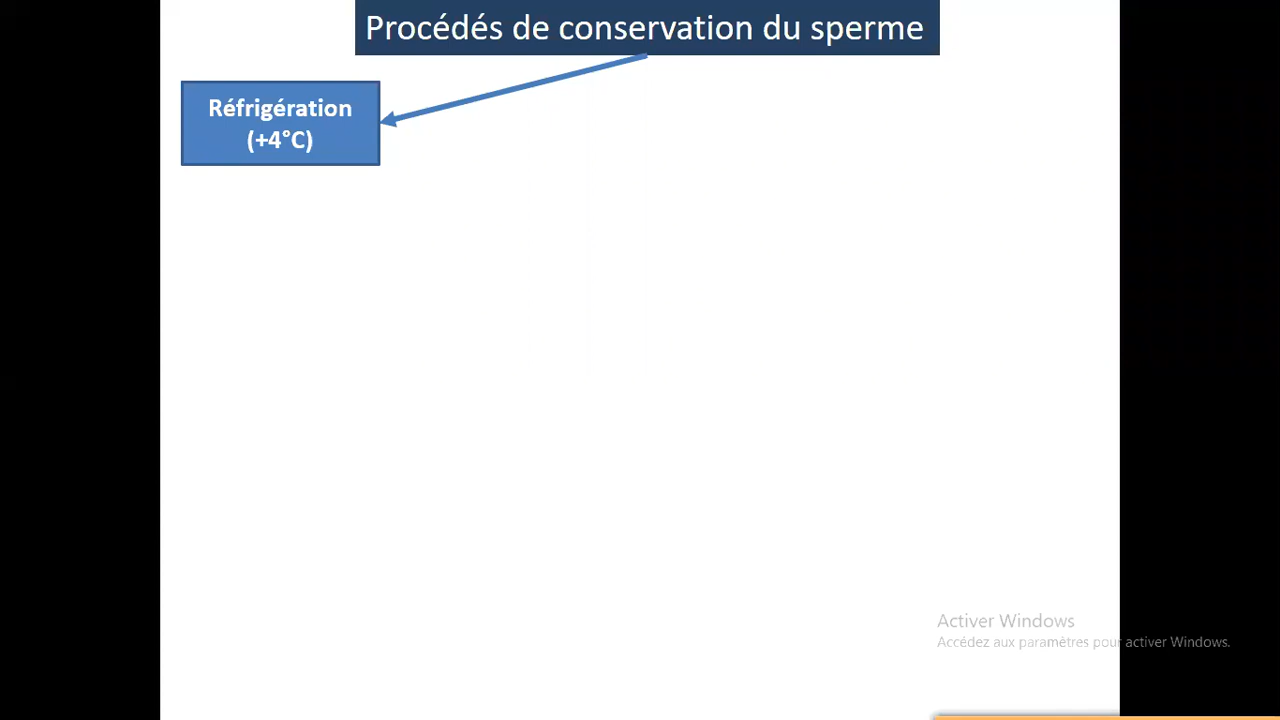 Procédés de conservation du sperme
Réfrigération
(+4°C)
Activer Windows
Accédez aux paramètres pour activer Windows.